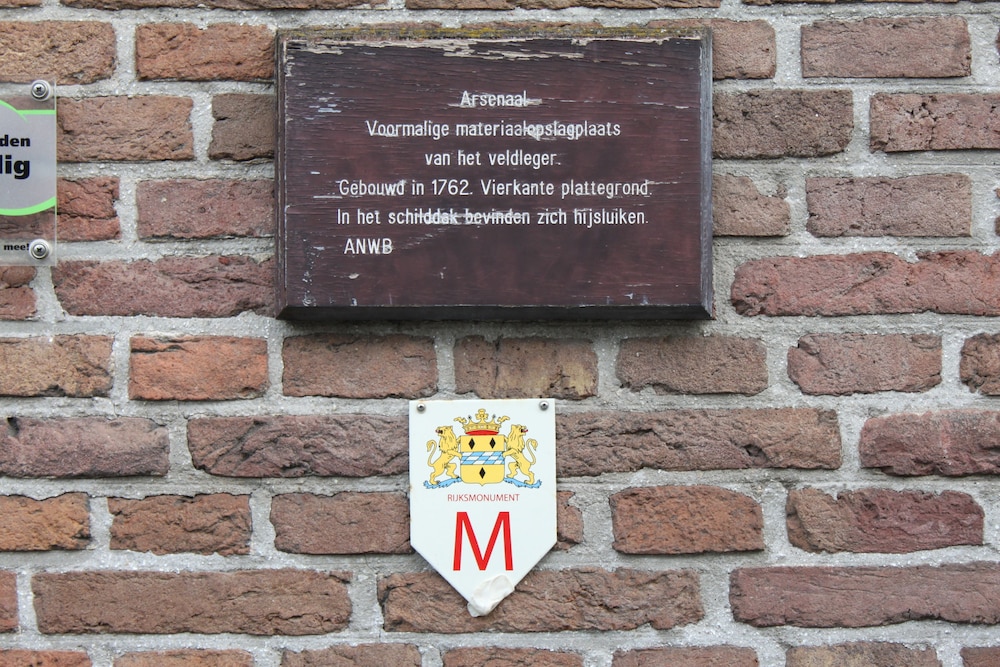 Arsenaal
Voormalige materiaalopslagplaats
van het veldleger.
Gebouwd in 1762. Vierkante plattegrond.
In het schilddak bevinden zich hijsluiken.
ANWB
den
lig
mee!
RIJKSMONUMENT
M